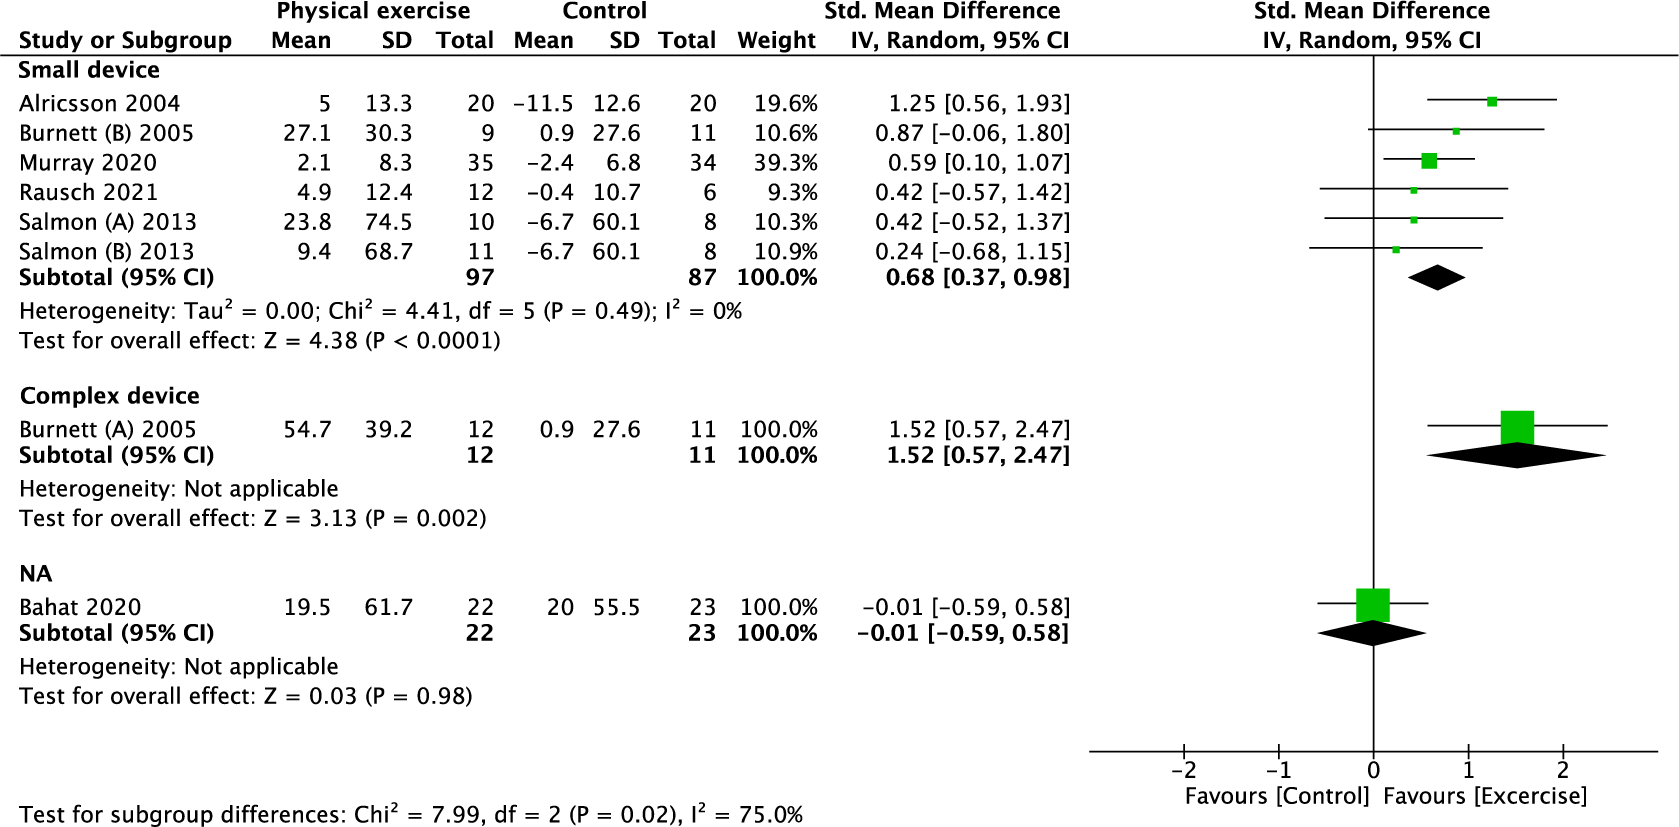 Physical exercise Control Std. Mean Difference Std. Mean Difference
Study or Subgroup Mean SD Total Mean SD Total Weight IV, Random, 95% CI IV, Random, 95% CI
Small device
Alricsson 2004 5 13.3 20 −11.5 12.6 20 19.6% 1.25 [0.56, 1.93]
Burnett (B) 2005 27.1 30.3 9 0.9 27.6 11 10.6% 0.87 [−0.06, 1.80]
Murray 2020 2.1 8.3 35 −2.4 6.8 34 39.3% 0.59 [0.10, 1.07]
Rausch 2021 4.9 12.4 12 −0.4 10.7 6 9.3% 0.42 [−0.57, 1.42]
Salmon (A) 2013 23.8 74.5 10 −6.7 60.1 8 10.3% 0.42 [−0.52, 1.37]
Salmon (B) 2013 9.4 68.7 11 −6.7 60.1 8 10.9% 0.24 [−0.68, 1.15]
Subtotal (95% CI) 97 87 100.0% 0.68 [0.37, 0.98]
Heterogeneity: Tau² = 0.00; Chi² = 4.41, df = 5 (P = 0.49); I² = 0%
Test for overall effect: Z = 4.38 (P < 0.0001)
Complex device
Burnett (A) 2005 54.7 39.2 12 0.9 27.6 11 100.0% 1.52 [0.57, 2.47]
Subtotal (95% CI) 12 11 100.0% 1.52 [0.57, 2.47]
Heterogeneity: Not applicable
Test for overall effect: Z = 3.13 (P = 0.002)
NA
Bahat 2020 19.5 61.7 22 20 55.5 23 100.0% −0.01 [−0.59, 0.58]
Subtotal (95% CI) 22 23 100.0% −0.01 [−0.59, 0.58]
Heterogeneity: Not applicable
Test for overall effect: Z = 0.03 (P = 0.98)
−2 −1 0 1 2
Favours [Control] Favours [Excercise]
Test for subgroup differences: Chi² = 7.99, df = 2 (P = 0.02), I² = 75.0%